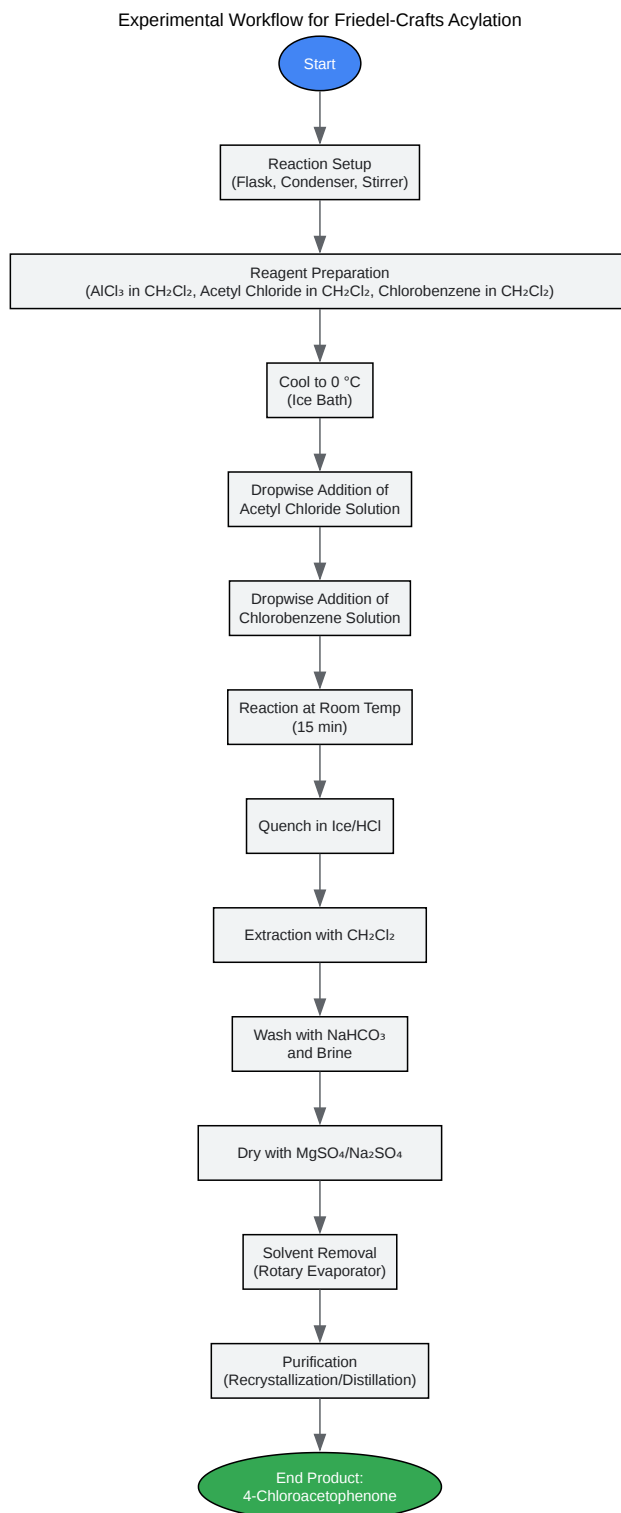 Experimental Workflow for Friedel-Crafts Acylation
Start
Reaction Setup
(Flask, Condenser, Stirrer)
Reagent Preparation
(AlCl₃ in CH₂Cl₂, Acetyl Chloride in CH₂Cl₂, Chlorobenzene in CH₂Cl₂)
Cool to 0 °C
(Ice Bath)
Dropwise Addition of
Acetyl Chloride Solution
Dropwise Addition of
Chlorobenzene Solution
Reaction at Room Temp
(15 min)
Quench in Ice/HCl
Extraction with CH₂Cl₂
Wash with NaHCO₃
and Brine
Dry with MgSO₄/Na₂SO₄
Solvent Removal
(Rotary Evaporator)
Purification
(Recrystallization/Distillation)
End Product:
4-Chloroacetophenone